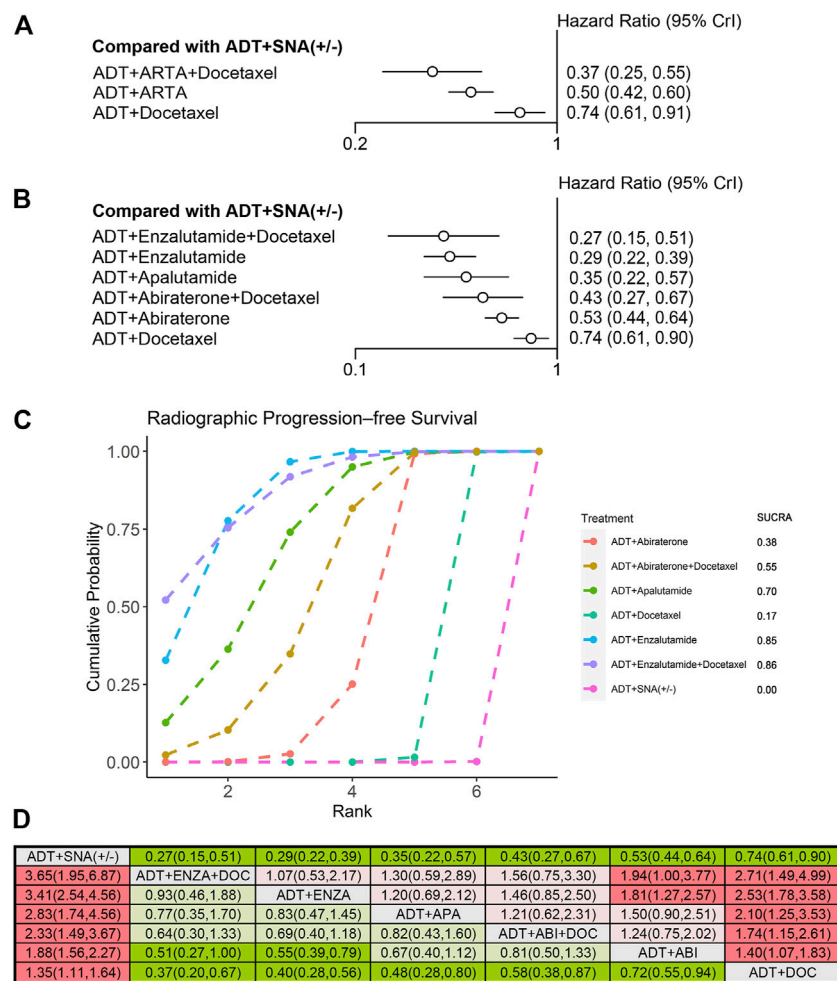 A
Hazard Ratio (95% CrI)
Compared with ADT+SNA(+/-)
ADT+ARTA+Docetaxel 0.37 (0.25, 0.55)
ADT+ARTA 0.50 (0.42, 0.60)
ADT+Docetaxel 0.74 (0.61, 0.91)
0.2 1
B
Hazard Ratio (95% CrI)
Compared with ADT+SNA(+/-)
ADT+Enzalutamide+Docetaxel 0.27 (0.15, 0.51)
ADT+Enzalutamide 0.29 (0.22, 0.39)
ADT+Apalutamide 0.35 (0.22, 0.57)
ADT+Abiraterone+Docetaxel 0.43 (0.27, 0.67)
ADT+Abiraterone 0.53 (0.44, 0.64)
ADT+Docetaxel 0.74 (0.61, 0.90)
0.1 1
C
Radiographic Progression–free Survival
Cumulative Probability
1.00
0.75
0.50
0.25
0.00
2 4 6
Rank
Treatment SUCRA
ADT+Abiraterone 0.38
ADT+Abiraterone+Docetaxel 0.55
ADT+Apalutamide 0.70
ADT+Docetaxel 0.17
ADT+Enzalutamide 0.85
ADT+Enzalutamide+Docetaxel 0.86
ADT+SNA(+/-) 0.00
D
ADT+SNA(+/-) 0.27(0.15,0.51) 0.29(0.22,0.39) 0.35(0.22,0.57) 0.43(0.27,0.67) 0.53(0.44,0.64) 0.74(0.61,0.90)
3.65(1.95,6.87) ADT+ENZA+DOC 1.07(0.53,2.17) 1.30(0.59,2.89) 1.56(0.75,3.30) 1.94(1.00,3.77) 2.71(1.49,4.99)
3.41(2.54,4.56) 0.93(0.46,1.88) ADT+ENZA 1.20(0.69,2.12) 1.46(0.85,2.50) 1.81(1.27,2.57) 2.53(1.78,3.58)
2.83(1.74,4.56) 0.77(0.35,1.70) 0.83(0.47,1.45) ADT+APA 1.21(0.62,2.31) 1.50(0.90,2.51) 2.10(1.25,3.53)
2.33(1.49,3.67) 0.64(0.30,1.33) 0.69(0.40,1.18) 0.82(0.43,1.60) ADT+ABI+DOC 1.24(0.75,2.02) 1.74(1.15,2.61)
1.88(1.56,2.27) 0.51(0.27,1.00) 0.55(0.39,0.79) 0.67(0.40,1.12) 0.81(0.50,1.33) ADT+ABI 1.40(1.07,1.83)
1.35(1.11,1.64) 0.37(0.20,0.67) 0.40(0.28,0.56) 0.48(0.28,0.80) 0.58(0.38,0.87) 0.72(0.55,0.94) ADT+DOC